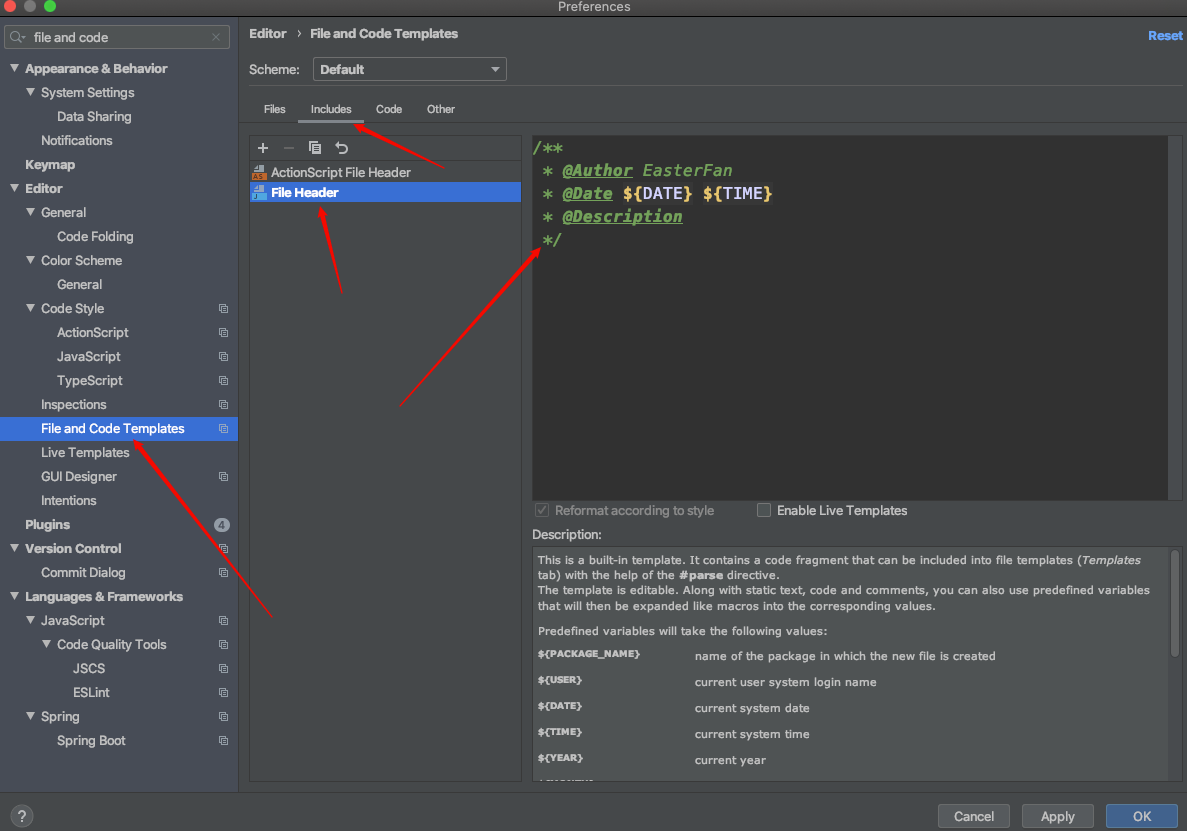 Preferences
file and code
Appearance & Behavior
System Settings
Data Sharing
Notifications
Keymap
Editor
General
Code Folding
Color Scheme
General
Code Style
ActionScript
JavaScript
TypeScript
Inspections
File and Code Templates
Live Templates
GUI Designer
Intentions
Plugins 4
Version Control
Commit Dialog
Languages & Frameworks
JavaScript
Code Quality Tools
JSCS
ESLint
Spring
Spring Boot
?
Editor › File and Code Templates
Reset
Scheme: Default
Files Includes Code Other
ActionScript File Header
File Header
/**
* @Author EasterFan
* @Date ${DATE} ${TIME}
* @Description
*/
Reformat according to style Enable Live Templates
Description:
This is a built-in template. It contains a code fragment that can be included into file templates (Templates
tab) with the help of the #parse directive.
The template is editable. Along with static text, code and comments, you can also use predefined variables
that will then be expanded like macros into the corresponding values.
Predefined variables will take the following values:
${PACKAGE_NAME} name of the package in which the new file is created
${USER} current user system login name
${DATE} current system date
${TIME} current system time
${YEAR} current year
Cancel Apply OK